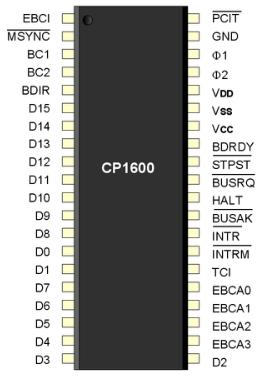 EBCI
MSYNC
BC1
BC2
BDIR
D15
D14
D13
D12
D11
D10
D9
D8
D0
D1
D7
D6
D5
D4
D3
CP1600
PCIT
GND
Φ1
Φ2
VDD
VSS
VCC
BDRDY
STPST
BUSRQ
HALT
BUSAK
INTR
INTRM
TCI
EBCA0
EBCA1
EBCA2
EBCA3
D2